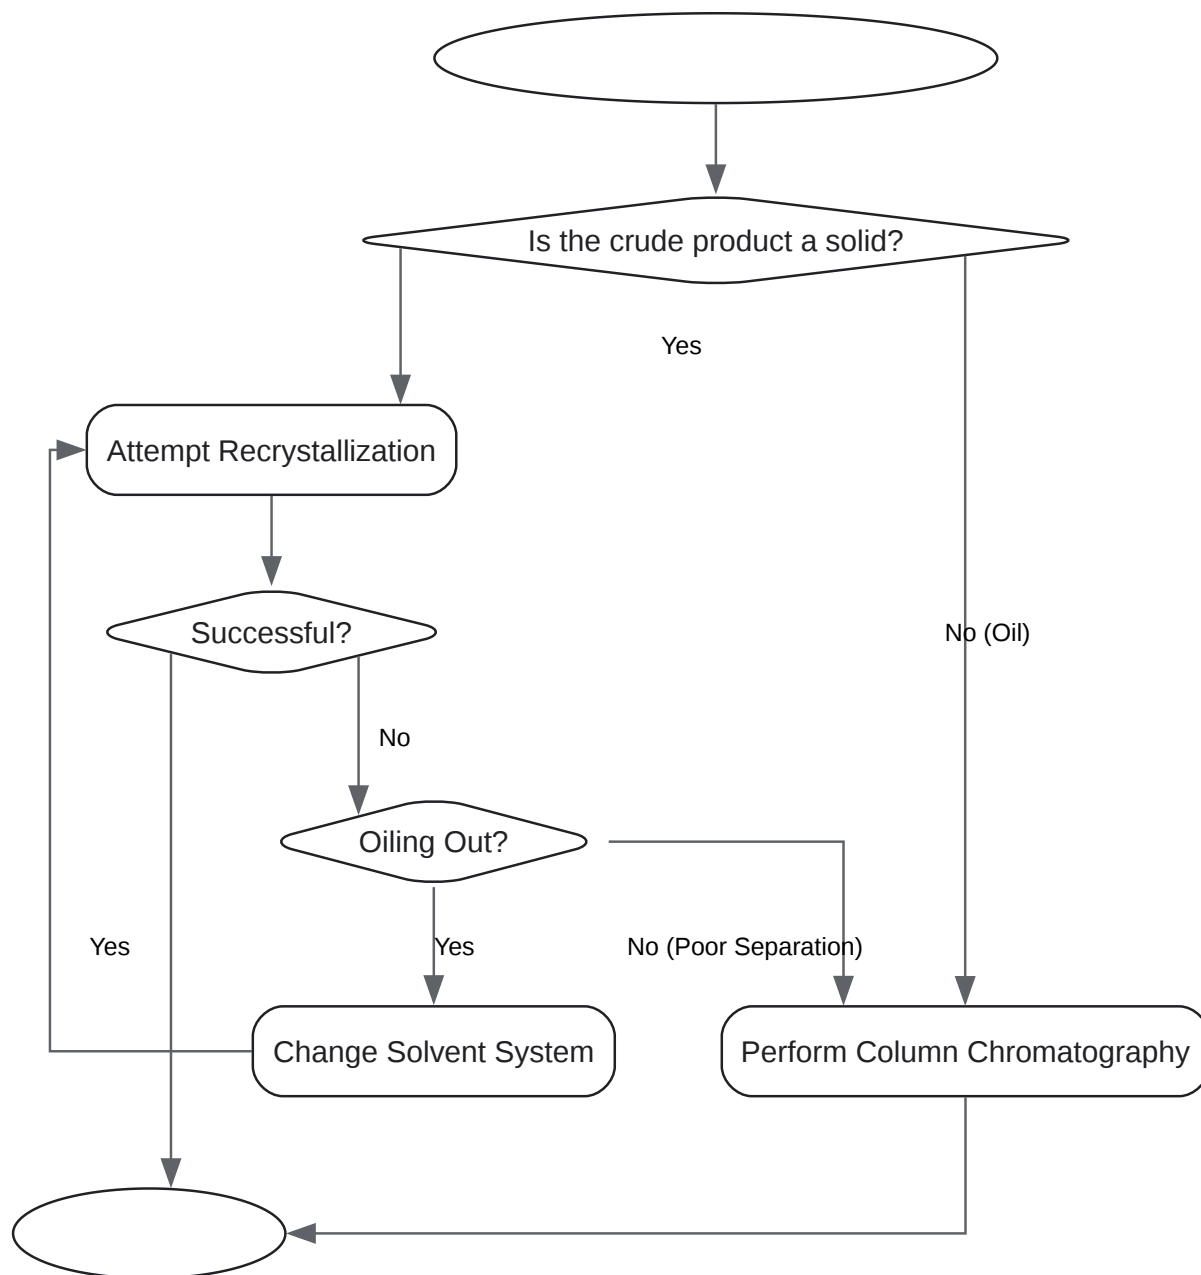 Is the crude product a solid?
Yes
Attempt Recrystallization
Successful?
No (Oil)
No
Oiling Out?
Yes
Yes
No (Poor Separation)
Change Solvent System
Perform Column Chromatography